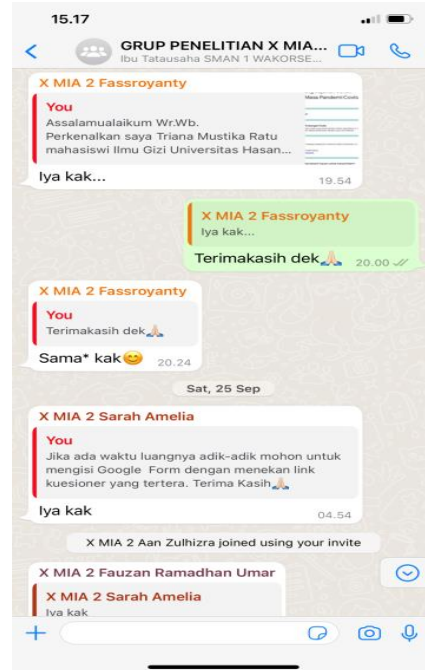 15.17
GRUP PENELITIAN X MIA...
Ibu Tatausaha SMAN 1 WAKORSE...
X MIA 2 Fassroyanty
You
Assalamualaikum Wr.Wb.
Perkenalkan saya Triana Mustika Ratu
mahasiswi Ilmu Gizi Universitas Hasan...
Masa Pandemi Covid
Iya kak...
19.54
X MIA 2 Fassroyanty
Iya kak...
Terimakasih dek🙏🏻
20.00
X MIA 2 Fassroyanty
You
Terimakasih dek🙏🏻
Sama* kak😊
20.24
Sat, 25 Sep
X MIA 2 Sarah Amelia
You
Jika ada waktu luangnya adik-adik mohon untuk
mengisi Google Form dengan menekan link
kuesioner yang tertera. Terima Kasih🙏🏻
Iya kak
04.54
X MIA 2 Aan Zulhizra joined using your invite
X MIA 2 Fauzan Ramadhan Umar
X MIA 2 Sarah Amelia
Iya kak